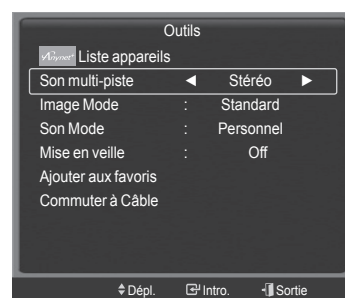 Outils
Anynet+ Liste appareils
Son multi-piste ◄ Stéréo ►
Image Mode : Standard
Son Mode : Personnel
Mise en veille : Off
Ajouter aux favoris
Commuter à Câble
Dépl. Intro. Sortie